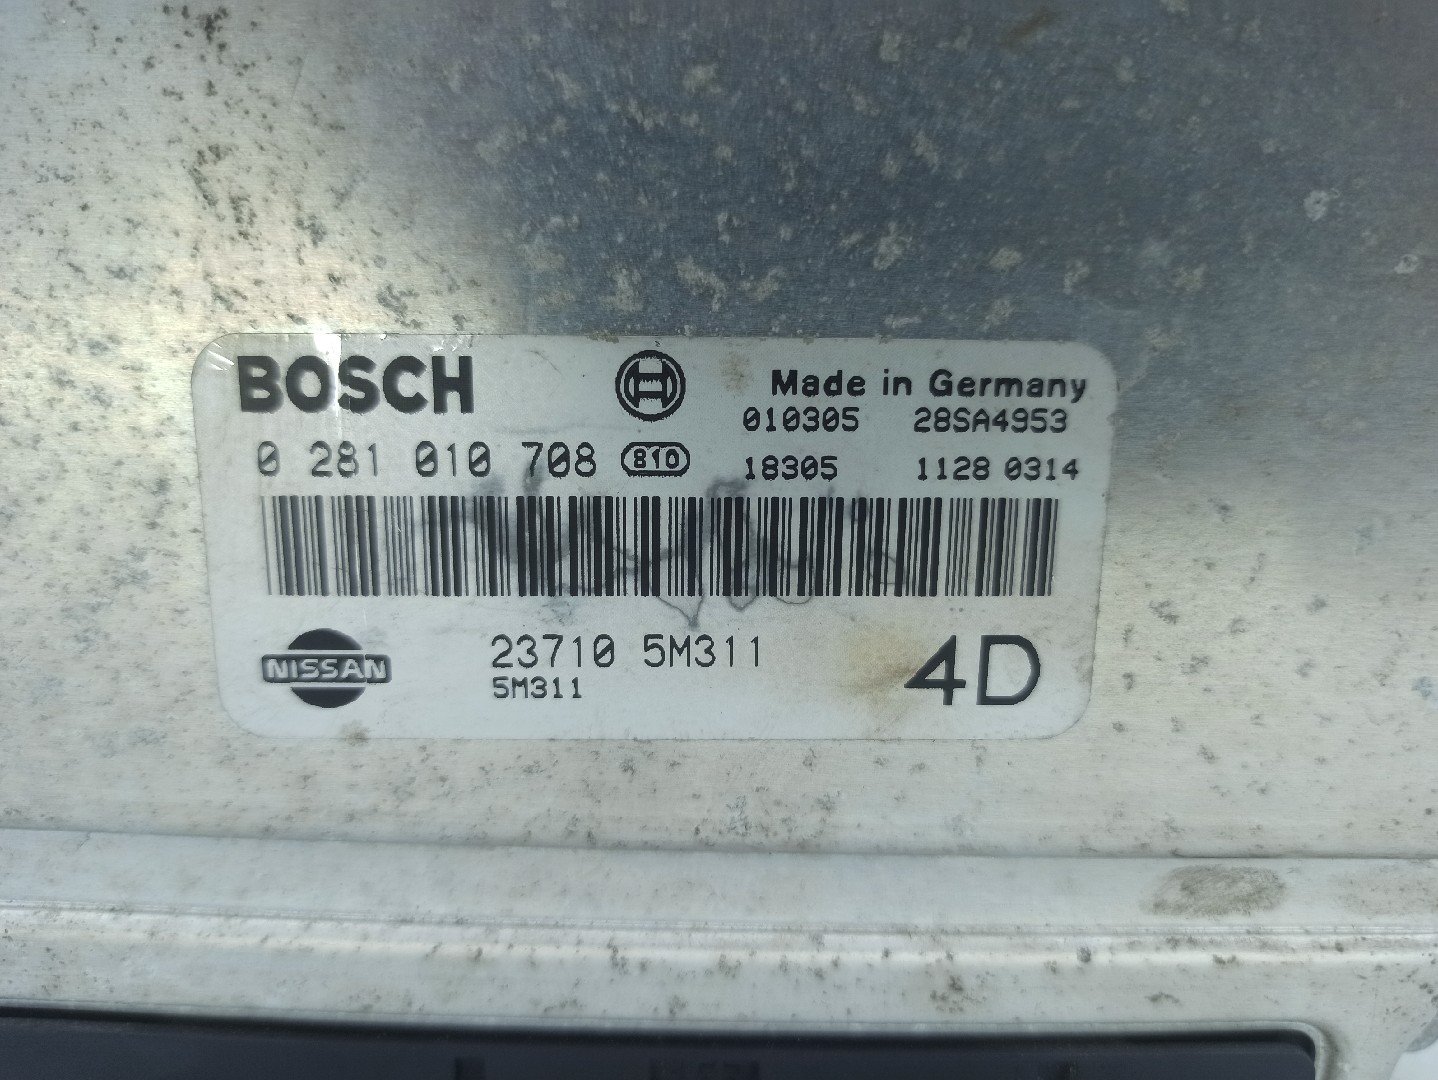 BOSCH
Made in Germany
010305 28SA4953
0 281 010 708 810
18305 1128 0314
NISSAN
23710 5M311
5M311
4D